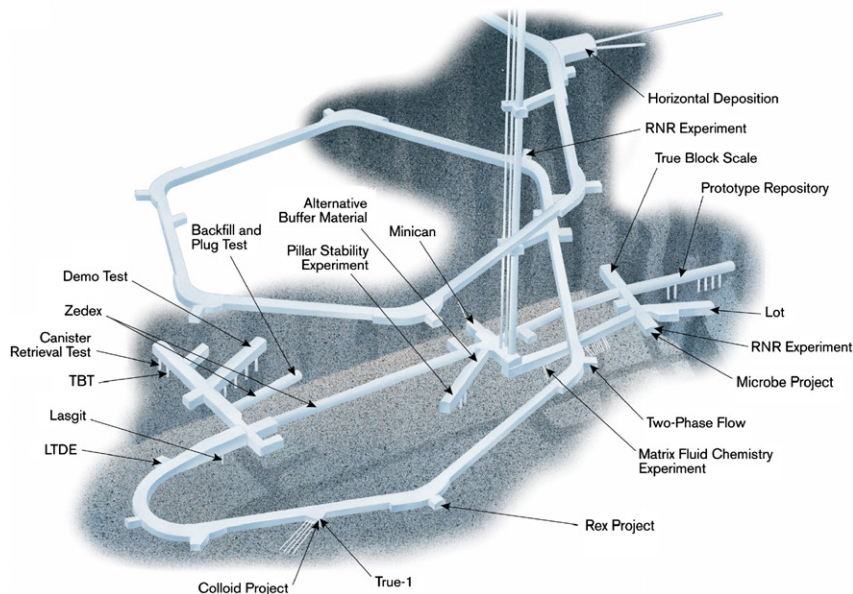 Horizontal Deposition
RNR Experiment
True Block Scale
Prototype Repository
Alternative
Buffer Material
Minican
Backfill and
Plug Test
Pillar Stability
Experiment
Demo Test
Zedex
Canister
Retrieval Test
TBT
Lasgit
LTDE
Lot
RNR Experiment
Microbe Project
Two-Phase Flow
Matrix Fluid Chemistry
Experiment
Rex Project
True-1
Colloid Project